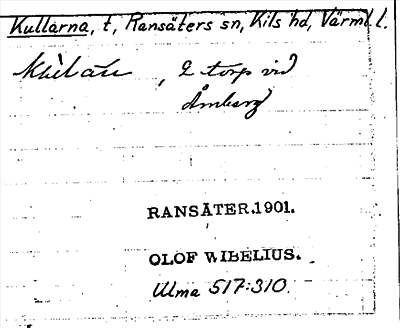 Kullarna, t, Ransäters sn, Kils hd, Värml l.
, 2 torp vid
Åmberg
RANSÄTER.1901.
OLOF WIBELIUS.
Ulma 517:310.